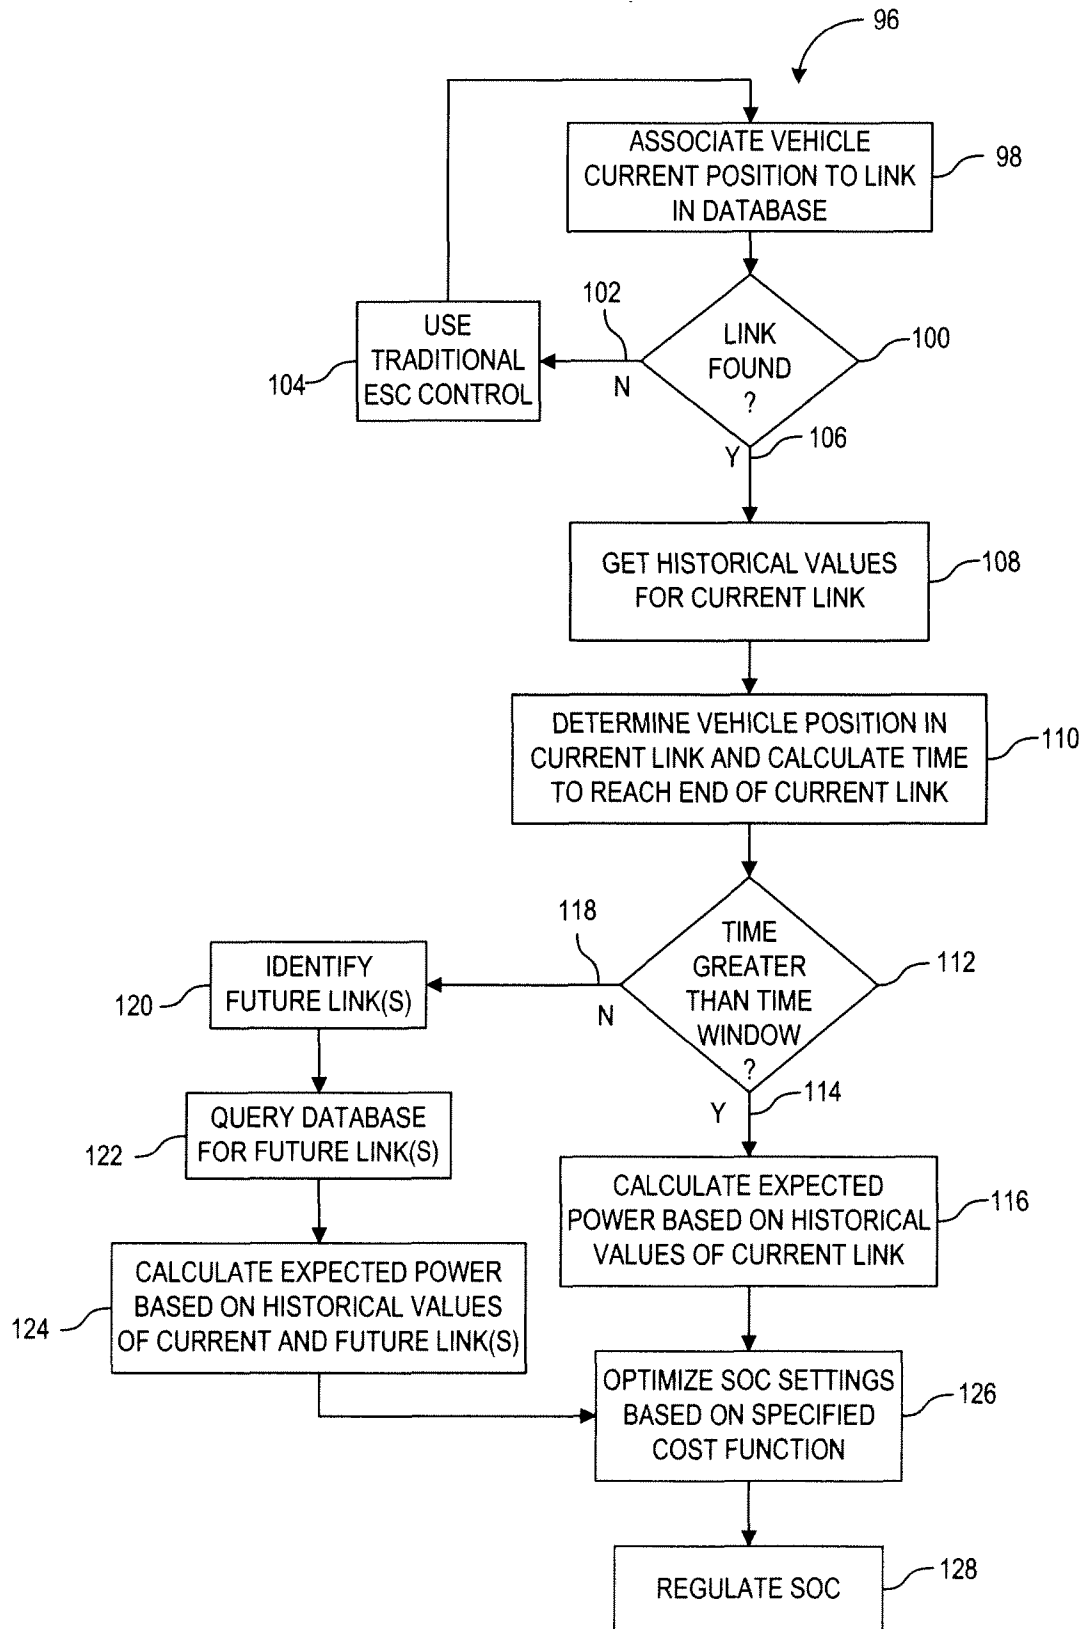 96
ASSOCIATE VEHICLE
CURRENT POSITION TO LINK
IN DATABASE
98
LINK
FOUND
?
100
102
N
USE
TRADITIONAL
ESC CONTROL
104
Y
106
GET HISTORICAL VALUES
FOR CURRENT LINK
108
DETERMINE VEHICLE POSITION IN
CURRENT LINK AND CALCULATE TIME
TO REACH END OF CURRENT LINK
110
TIME
GREATER
THAN TIME
WINDOW
?
112
118
N
IDENTIFY
FUTURE LINK(S)
120
QUERY DATABASE
FOR FUTURE LINK(S)
122
CALCULATE EXPECTED POWER
BASED ON HISTORICAL VALUES
OF CURRENT AND FUTURE LINK(S)
124
Y
114
CALCULATE EXPECTED
POWER BASED ON HISTORICAL
VALUES OF CURRENT LINK
116
OPTIMIZE SOC SETTINGS
BASED ON SPECIFIED
COST FUNCTION
126
REGULATE SOC
128